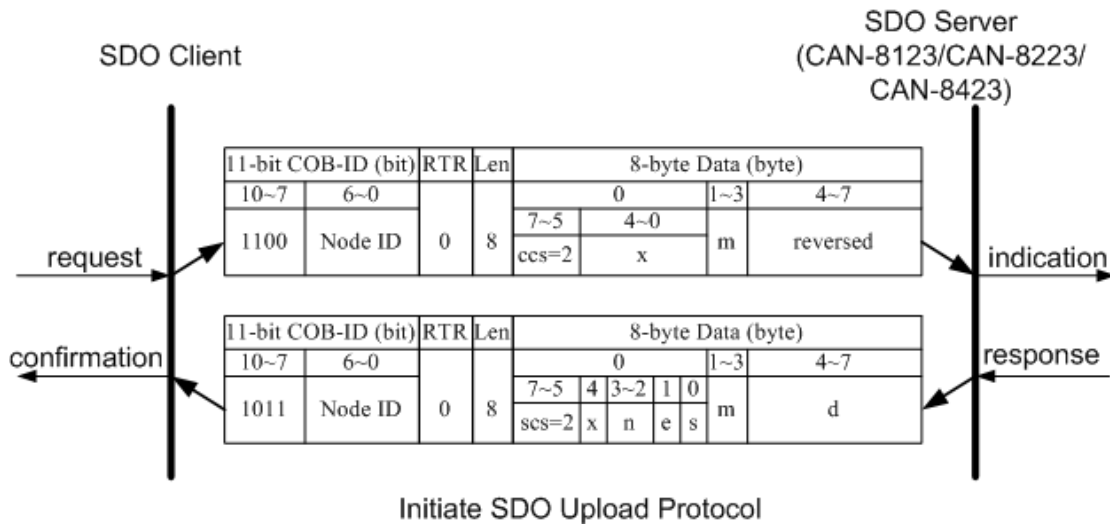 SDO Client
SDO Server
(CAN-8123/CAN-8223/
CAN-8423)
11-bit COB-ID (bit) RTR Len 8-byte Data (byte)
10~7 6~0 0 1~3 4~7
7~5 4~0
1100 Node ID 0 8 m reversed
ccs=2 x
request
indication
11-bit COB-ID (bit) RTR Len 8-byte Data (byte)
confirmation
response
10~7 6~0 0 1~3 4~7
7~5 4 3~2 1 0
1011 Node ID 0 8 m d
scs=2 x n e s
Initiate SDO Upload Protocol